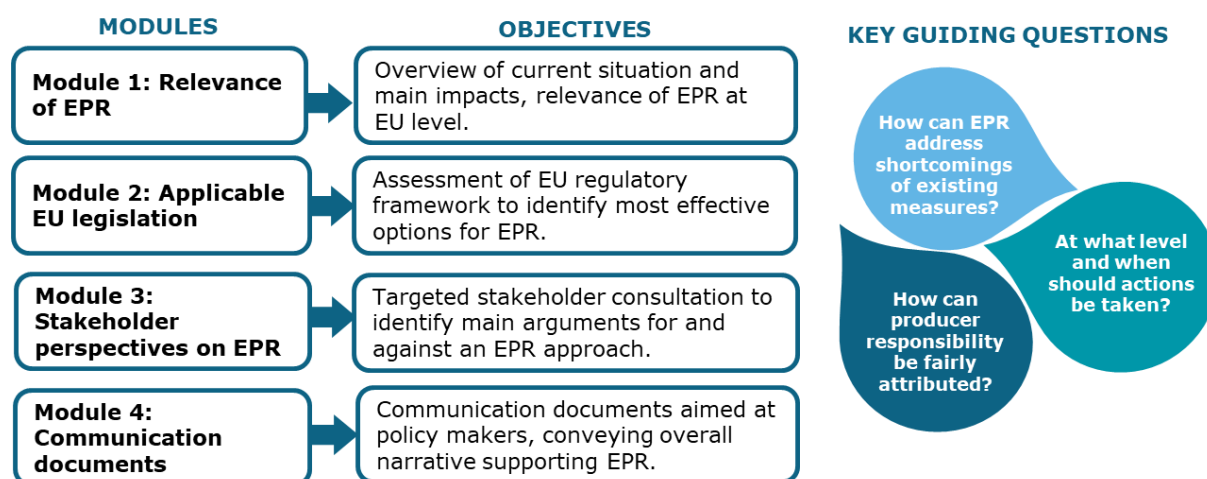 MODULES
OBJECTIVES
KEY GUIDING QUESTIONS
Module 1: Relevance
of EPR
Overview of current situation and
main impacts, relevance of EPR at
EU level.
Module 2: Applicable
EU legislation
Assessment of EU regulatory
framework to identify most effective
options for EPR.
Module 3:
Stakeholder
perspectives on EPR
Targeted stakeholder consultation to
identify main arguments for and
against an EPR approach.
Module 4:
Communication
documents
Communication documents aimed at
policy makers, conveying overall
narrative supporting EPR.
How can EPR
address
shortcomings
of existing
measures?
At what level
and when
should actions
be taken?
How can
producer
responsibility
be fairly
attributed?